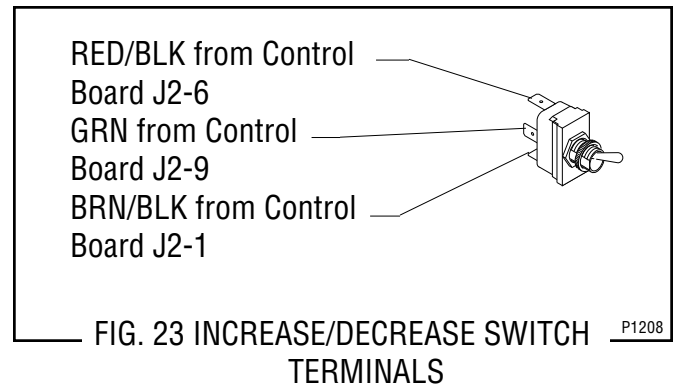 RED/BLK from Control
Board J2-6
GRN from Control
Board J2-9
BRN/BLK from Control
Board J2-1
FIG. 23 INCREASE/DECREASE SWITCH
TERMINALS
P1208